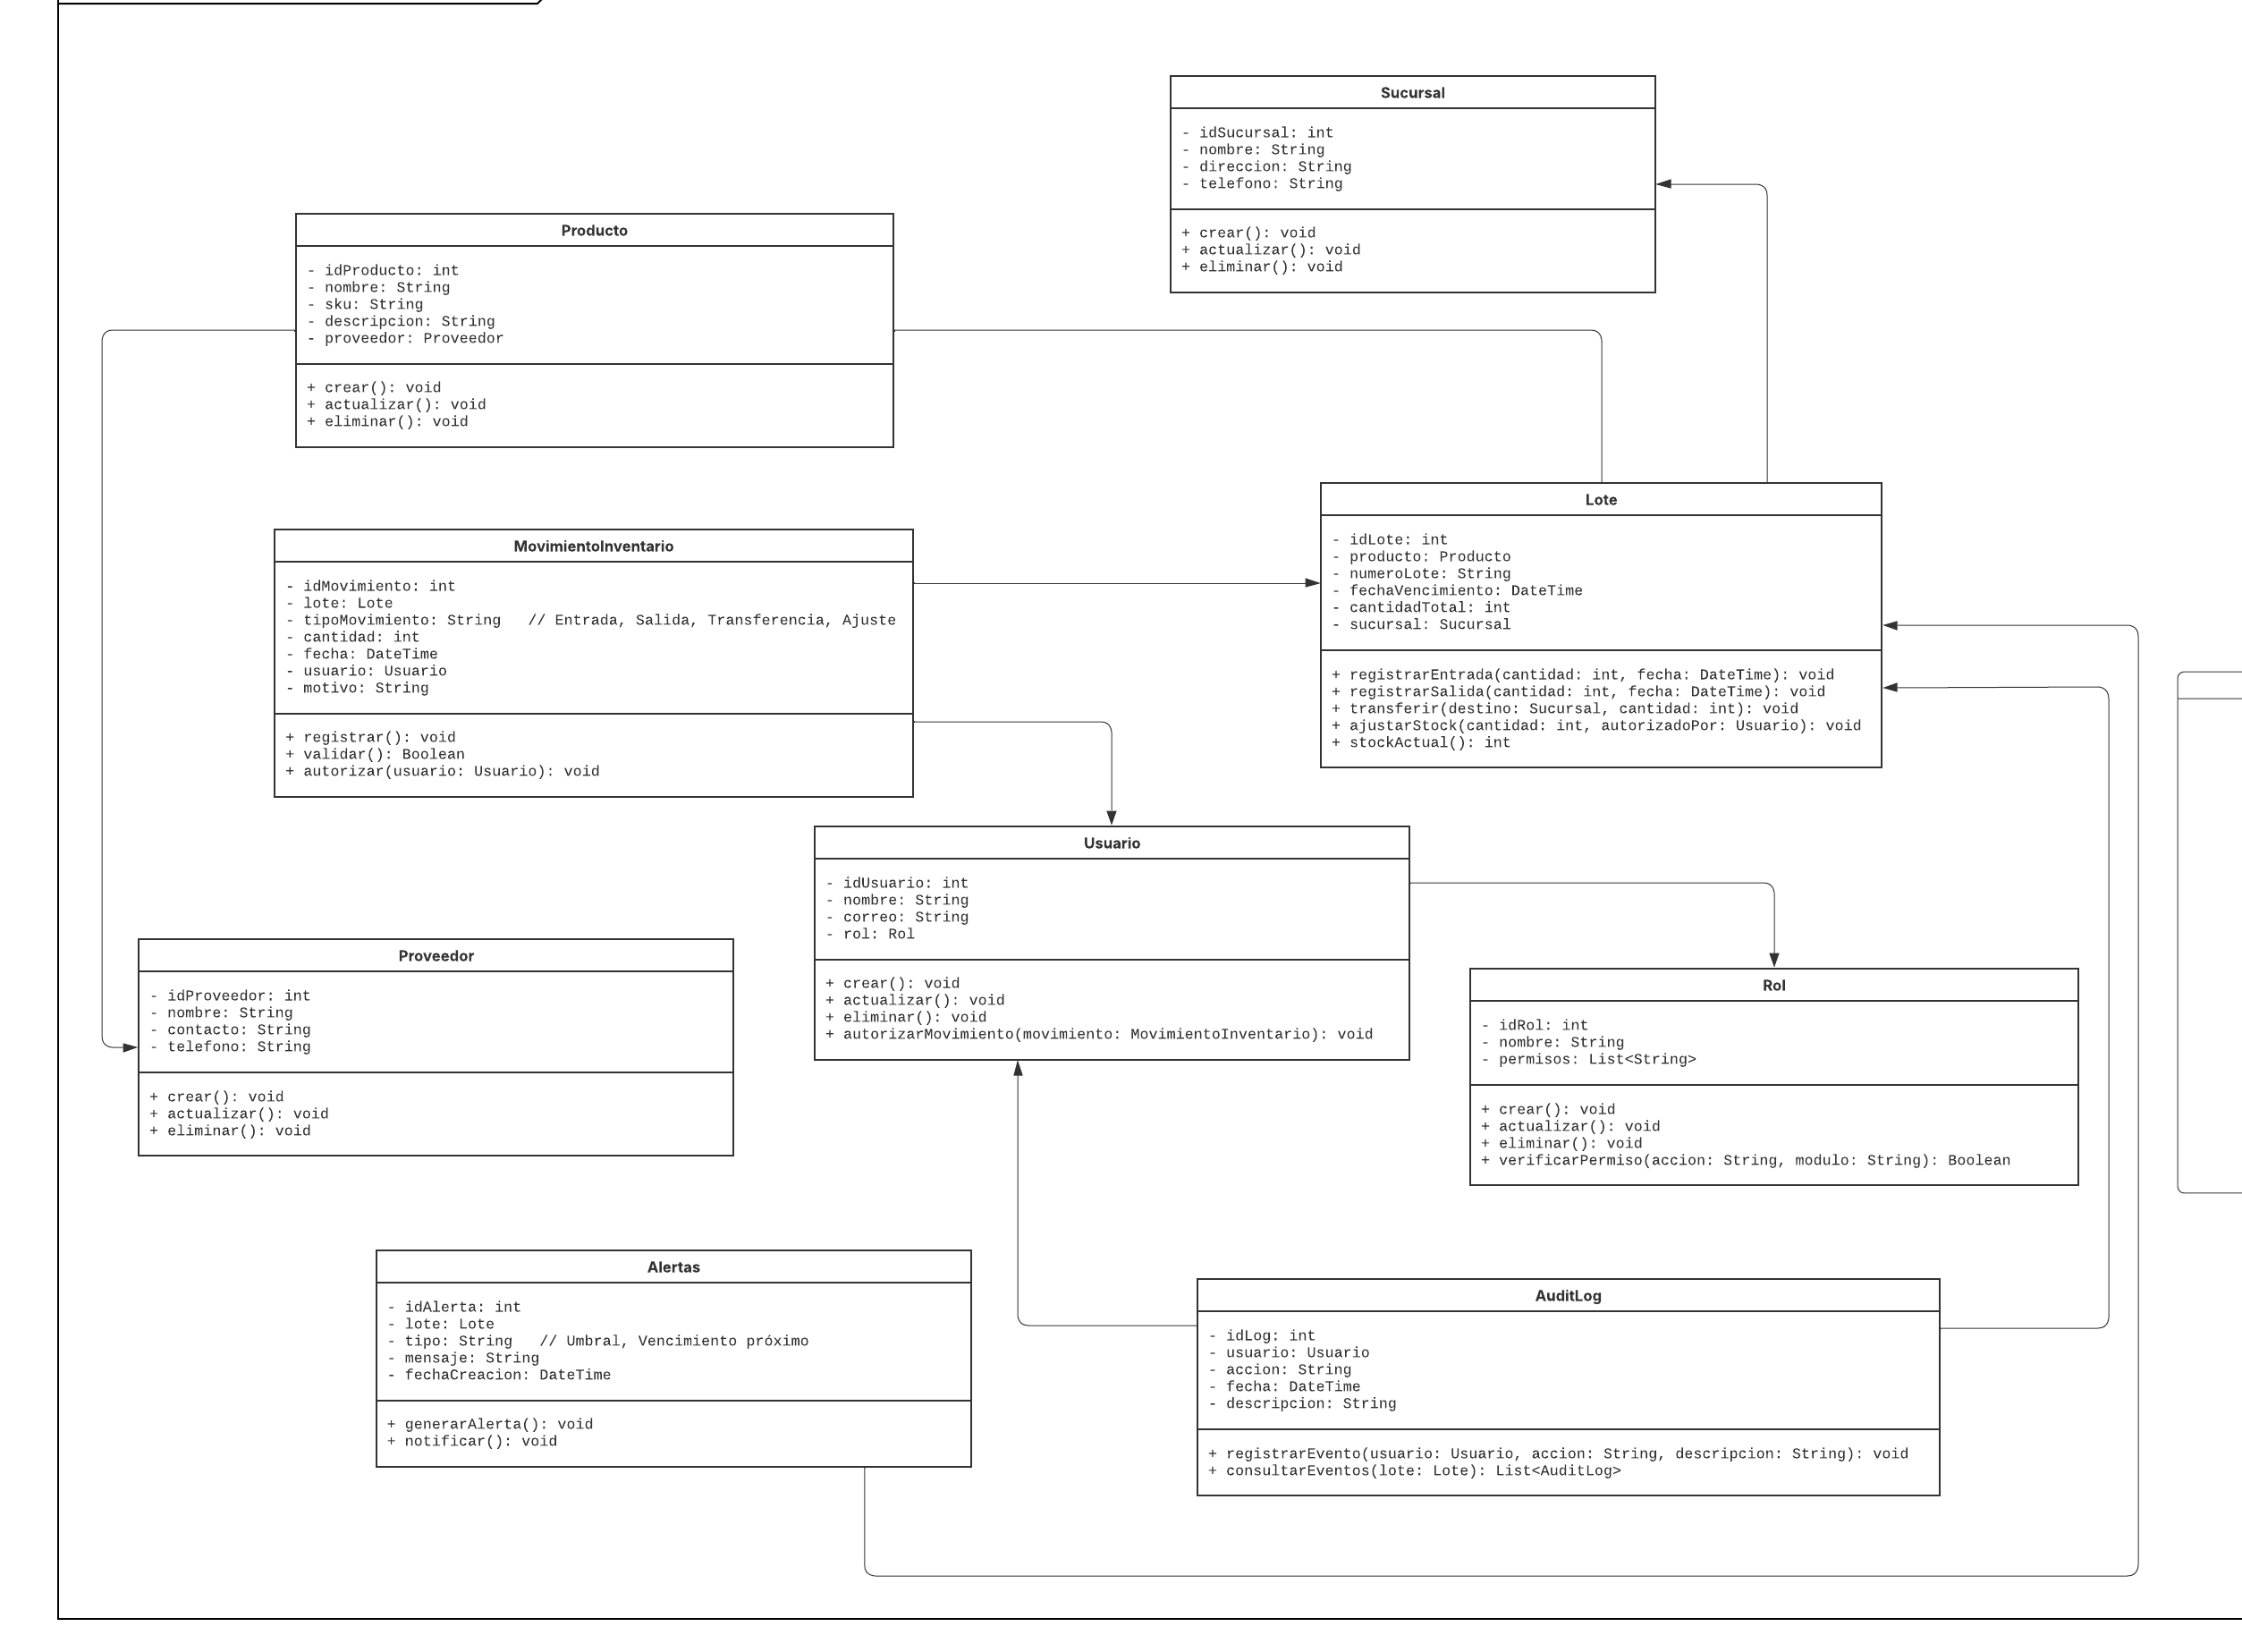 Sucursal
- idSucursal: int
- nombre: String
- direccion: String
- telefono: String
+ crear(): void
+ actualizar(): void
+ eliminar(): void
Producto
- idProducto: int
- nombre: String
- sku: String
- descripcion: String
- proveedor: Proveedor
+ crear(): void
+ actualizar(): void
+ eliminar(): void
Lote
- idLote: int
- producto: Producto
- numeroLote: String
- fechaVencimiento: DateTime
- cantidadTotal: int
- sucursal: Sucursal
+ registrarEntrada(cantidad: int, fecha: DateTime): void
+ registrarSalida(cantidad: int, fecha: DateTime): void
+ transferir(destino: Sucursal, cantidad: int): void
+ ajustarStock(cantidad: int, autorizadoPor: Usuario): void
+ stockActual(): int
MovimientoInventario
- idMovimiento: int
- lote: Lote
- tipoMovimiento: String   // Entrada, Salida, Transferencia, Ajuste
- cantidad: int
- fecha: DateTime
- usuario: Usuario
- motivo: String
+ registrar(): void
+ validar(): Boolean
+ autorizar(usuario: Usuario): void
Usuario
- idUsuario: int
- nombre: String
- correo: String
- rol: Rol
+ crear(): void
+ actualizar(): void
+ eliminar(): void
+ autorizarMovimiento(movimiento: MovimientoInventario): void
Proveedor
- idProveedor: int
- nombre: String
- contacto: String
- telefono: String
+ crear(): void
+ actualizar(): void
+ eliminar(): void
Rol
- idRol: int
- nombre: String
- permisos: List<String>
+ crear(): void
+ actualizar(): void
+ eliminar(): void
+ verificarPermiso(accion: String, modulo: String): Boolean
Alertas
- idAlerta: int
- lote: Lote
- tipo: String   // Umbral, Vencimiento próximo
- mensaje: String
- fechaCreacion: DateTime
+ generarAlerta(): void
+ notificar(): void
AuditLog
- idLog: int
- usuario: Usuario
- accion: String
- fecha: DateTime
- descripcion: String
+ registrarEvento(usuario: Usuario, accion: String, descripcion: String): void
+ consultarEventos(lote: Lote): List<AuditLog>